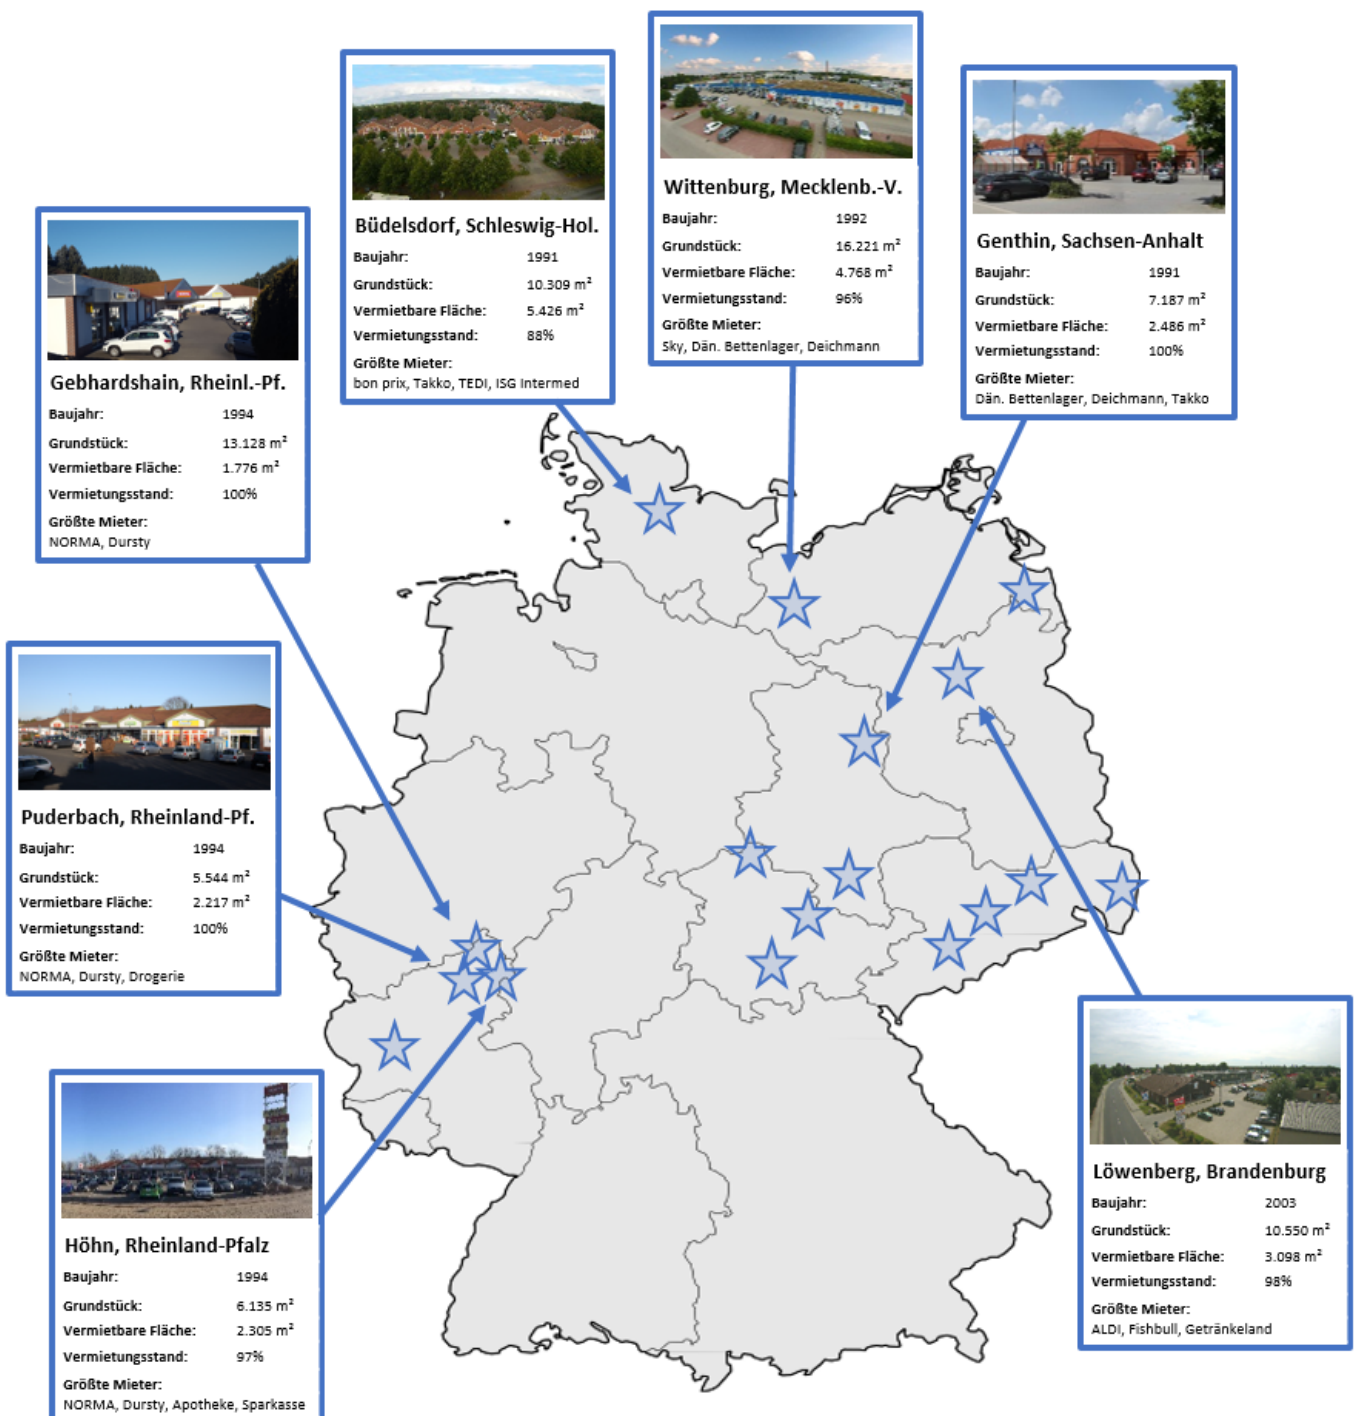 Wittenburg, Mecklenb.-V.
Baujahr: 1992
Grundstück: 16.221 m²
Vermietbare Fläche: 4.768 m²
Vermietungsstand: 96%
Größte Mieter:
Sky, Dän. Bettenlager, Deichmann
Büdelsdorf, Schleswig-Hol.
Baujahr: 1991
Grundstück: 10.309 m²
Vermietbare Fläche: 5.426 m²
Vermietungsstand: 88%
Größte Mieter:
bon prix, Takko, TEDI, ISG Intermed
Genthin, Sachsen-Anhalt
Baujahr: 1991
Grundstück: 7.187 m²
Vermietbare Fläche: 2.486 m²
Vermietungsstand: 100%
Größte Mieter:
Dän. Bettenlager, Deichmann, Takko
Gebhardshain, Rheinl.-Pf.
Baujahr: 1994
Grundstück: 13.128 m²
Vermietbare Fläche: 1.776 m²
Vermietungsstand: 100%
Größte Mieter:
NORMA, Dursty
Puderbach, Rheinland-Pf.
Baujahr: 1994
Grundstück: 5.544 m²
Vermietbare Fläche: 2.217 m²
Vermietungsstand: 100%
Größte Mieter:
NORMA, Dursty, Drogerie
Höhn, Rheinland-Pfalz
Baujahr: 1994
Grundstück: 6.135 m²
Vermietbare Fläche: 2.305 m²
Vermietungsstand: 97%
Größte Mieter:
NORMA, Dursty, Apotheke, Sparkasse
Löwenberg, Brandenburg
Baujahr: 2003
Grundstück: 10.550 m²
Vermietbare Fläche: 3.098 m²
Vermietungsstand: 98%
Größte Mieter:
ALDI, Fishbull, Getränkeland